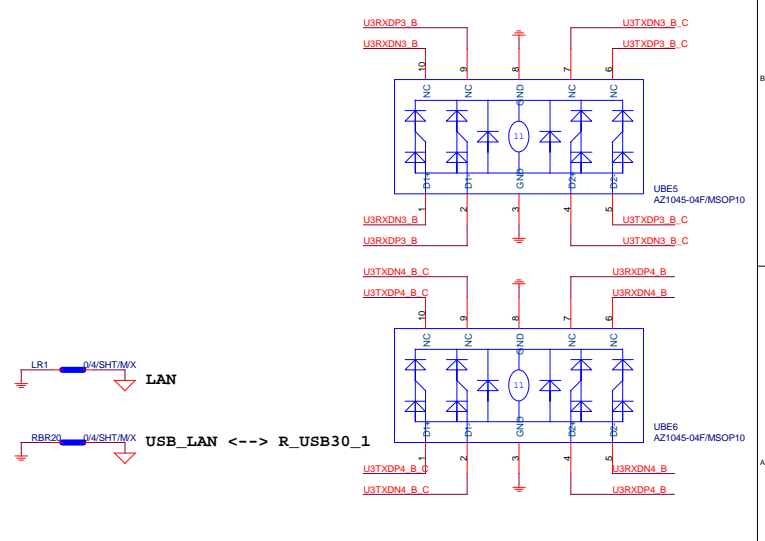 U3RXDP3_B
U3TXDN3_B_C
U3RXDN3_B
U3TXDP3_B_C
10
9
8
7
6
NC
NC
GND
NC
NC
11
D1+
D1-
GND
D2+
D2-
1
2
3
4
5
UBE5
AZ1045-04F/MSOP10
U3RXDN3_B
U3TXDP3_B_C
U3RXDP3_B
U3TXDN3_B_C
B
U3TXDN4_B_C
U3RXDP4_B
U3TXDP4_B_C
U3RXDN4_B
10
9
8
7
6
NC
NC
GND
NC
NC
11
D1+
D1-
GND
D2+
D2-
1
2
3
4
5
UBE6
AZ1045-04F/MSOP10
U3TXDP4_B_C
U3RXDN4_B
U3TXDN4_B_C
U3RXDP4_B
A
LR1
0/4/SHT/M/X
LAN
RBR20
0/4/SHT/M/X
USB_LAN <--> R_USB30_1